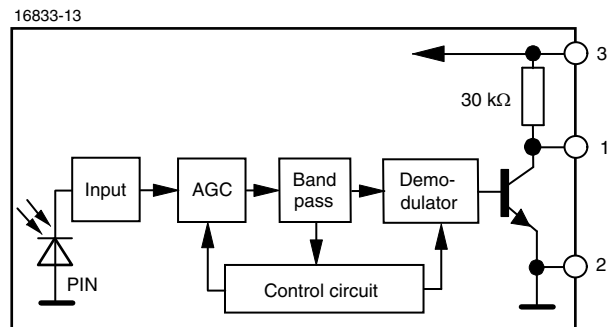 16833-13
3
30 kΩ
1
Input
AGC
Band
pass
Demo-
dulator
2
PIN
Control circuit